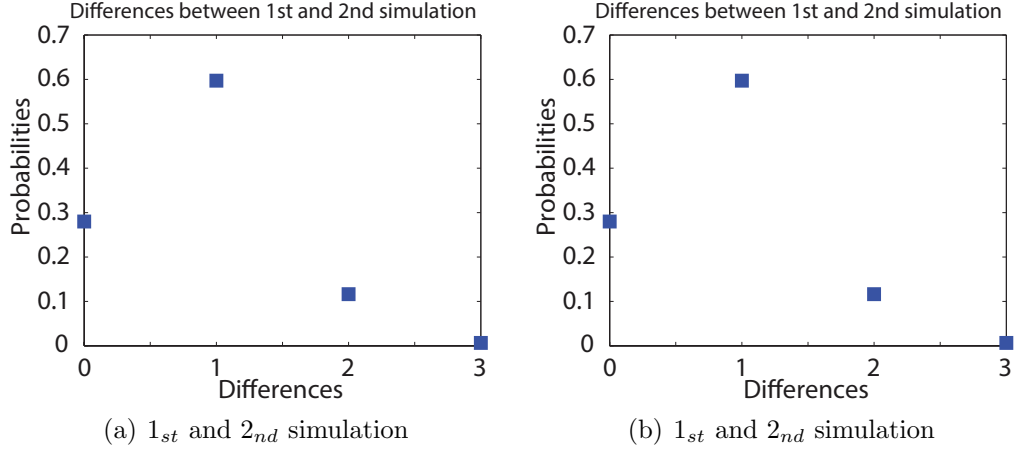 Differences between 1st and 2nd simulation
0.7
0.6
0.5
0.4
0.3
0.2
0.1
0
Probabilities
0 1 2 3
Differences
(a) 1st and 2nd simulation
Differences between 1st and 2nd simulation
0.7
0.6
0.5
0.4
0.3
0.2
0.1
0
Probabilities
0 1 2 3
Differences
(b) 1st and 2nd simulation